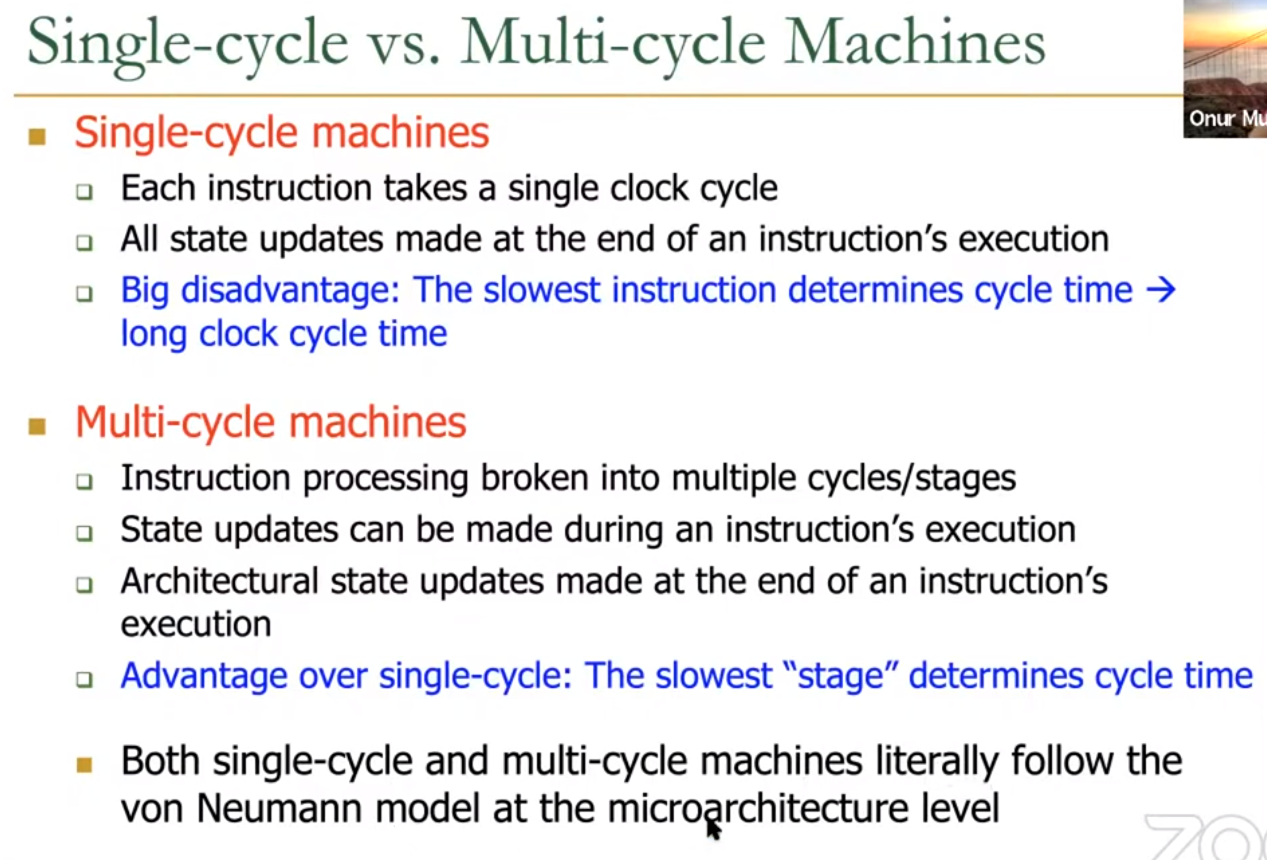 Single-cycle vs. Multi-cycle Machines
Onur Mu
Single-cycle machines
Each instruction takes a single clock cycle
All state updates made at the end of an instruction’s execution
Big disadvantage: The slowest instruction determines cycle time →
long clock cycle time
Multi-cycle machines
Instruction processing broken into multiple cycles/stages
State updates can be made during an instruction’s execution
Architectural state updates made at the end of an instruction’s
execution
Advantage over single-cycle: The slowest “stage” determines cycle time
Both single-cycle and multi-cycle machines literally follow the
von Neumann model at the microarchitecture level